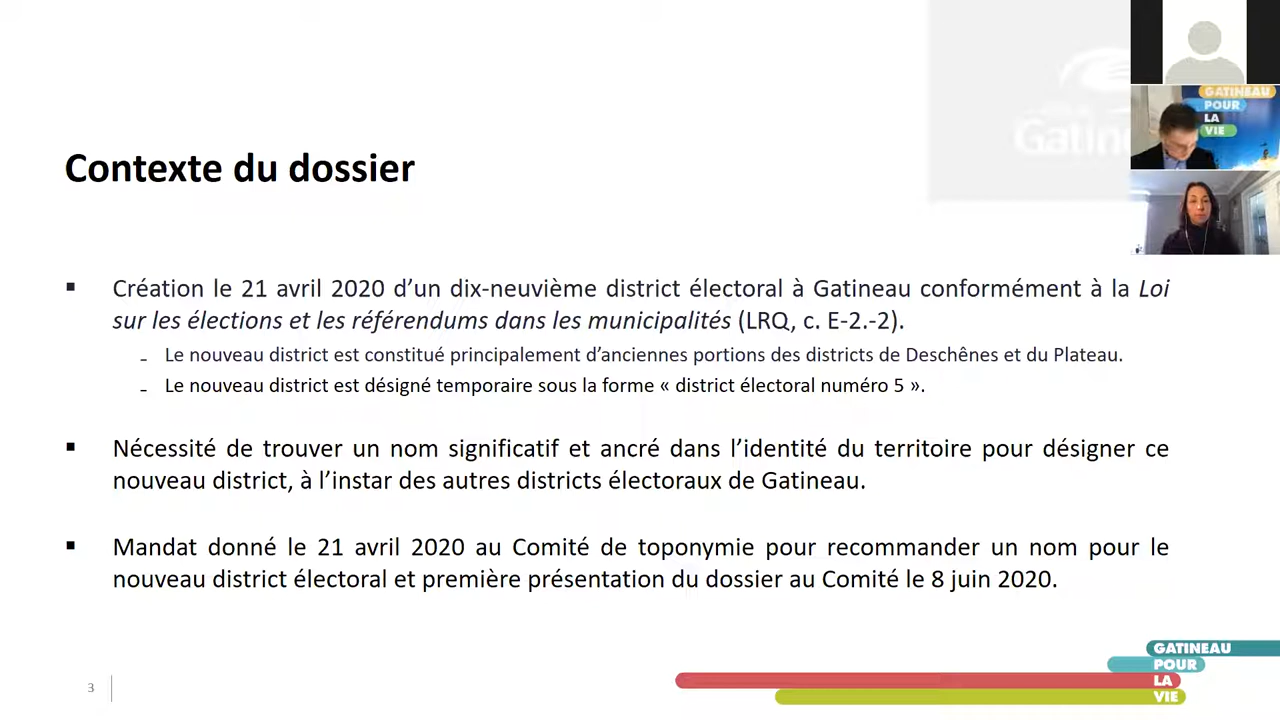 GATINEAU
POUR
LA
VIE
Contexte du dossier
▪ Création le 21 avril 2020 d’un dix-neuvième district électoral à Gatineau conformément à la Loi
sur les élections et les référendums dans les municipalités (LRQ, c. E-2.-2).
- Le nouveau district est constitué principalement d’anciennes portions des districts de Deschênes et du Plateau.
- Le nouveau district est désigné temporaire sous la forme « district électoral numéro 5 ».
▪ Nécessité de trouver un nom significatif et ancré dans l’identité du territoire pour désigner ce
nouveau district, à l’instar des autres districts électoraux de Gatineau.
▪ Mandat donné le 21 avril 2020 au Comité de toponymie pour recommander un nom pour le
nouveau district électoral et première présentation du dossier au Comité le 8 juin 2020.
3
GATINEAU
POUR
LA
VIE